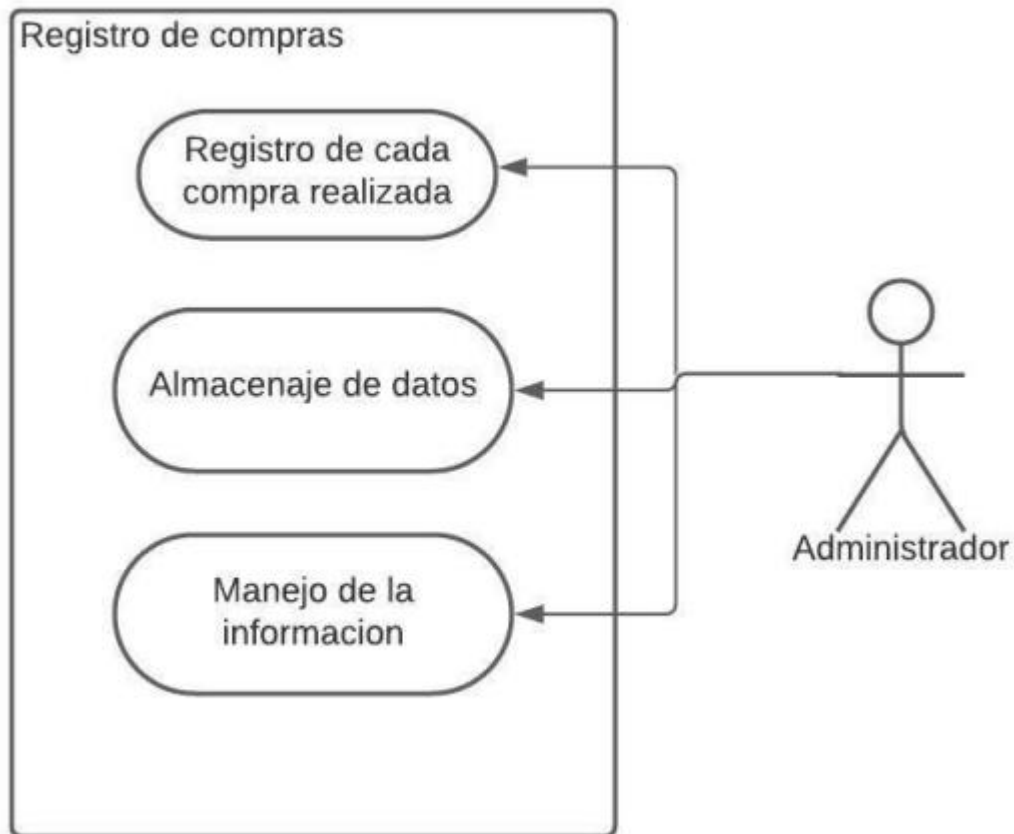 Registro de compras
Registro de cada
compra realizada
Almacenaje de datos
Manejo de la
informacion
Administrador